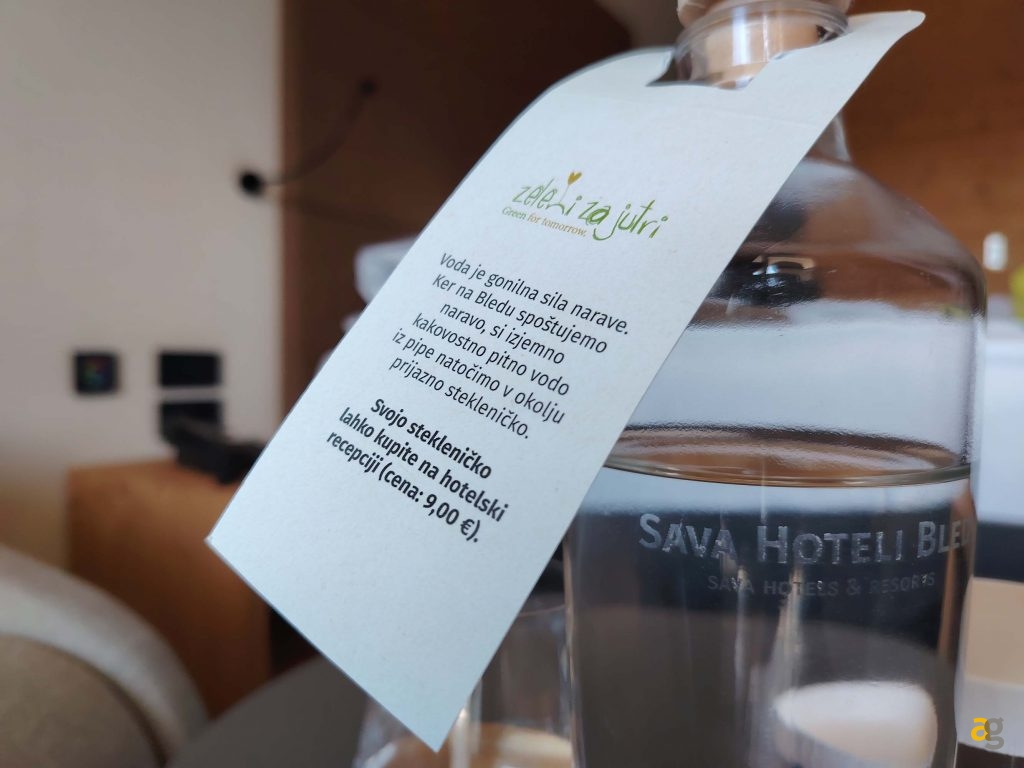 zeleni za jutri
Green for tomorrow.
Voda je gonilna sila narave.
Ker na Bledu spoštujemo
naravo, si izjemno
kakovostno pitno vodo
iz pipe natočimo v okolju
prijazno stekleničko.
Svojo stekleničko
lahko kupite na hotelski
recepciji (cena: 9,00 €).
SAVA HOTELI BLED
SAVA HOTELS & RESORTS
ag